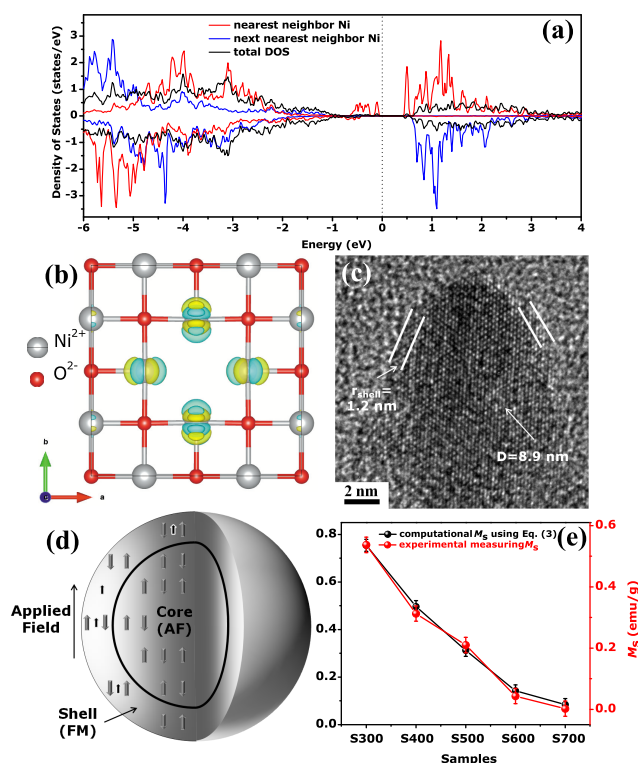 (a)
nearest neighbor Ni
next nearest neighbor Ni
total DOS
Density of States (states/eV)
3
2
1
0
-1
-2
-3
-6 -5 -4 -3 -2 -1 0 1 2 3 4
Energy (eV)
(b)
Ni2+
O2-
b
a
(c)
rshell=
1.2 nm
D=8.9 nm
2 nm
(d)
Applied
Field
Core
(AF)
Shell
(FM)
(e)
computational Ms using Eq. (3)
experimental measuringMs
0.8
0.6
0.4
0.2
0.0
0.6
0.4
0.2
0.0
Ms (emu/g)
S300 S400 S500 S600 S700
Samples